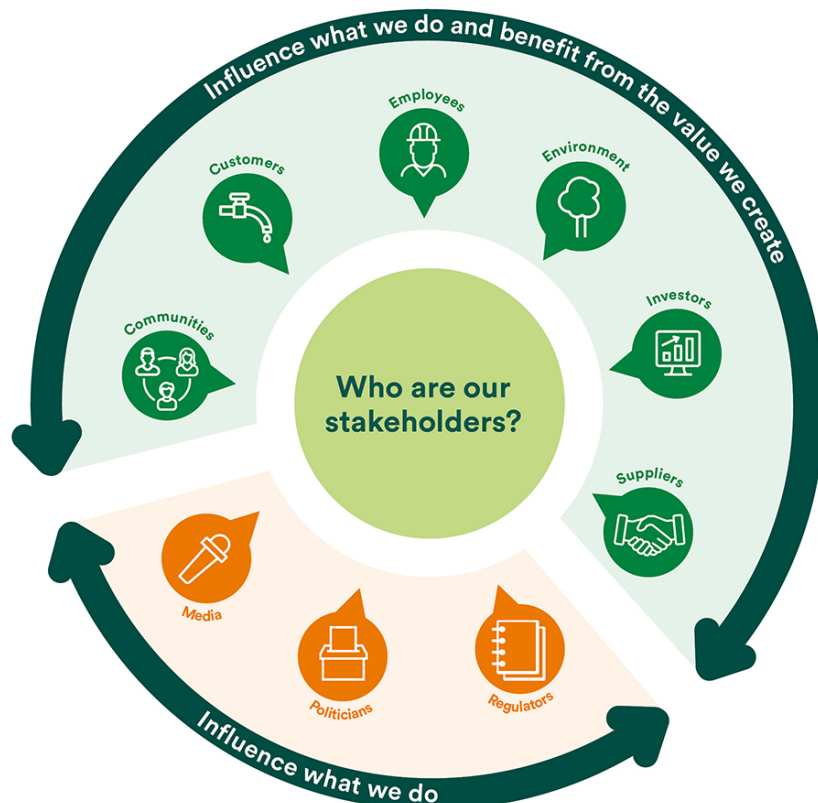 Influence what we do and benefit from the value we create
Employees
Customers
Environment
Communities
Investors
Who are our
stakeholders?
Suppliers
Media
Politicians
Regulators
Influence what we do